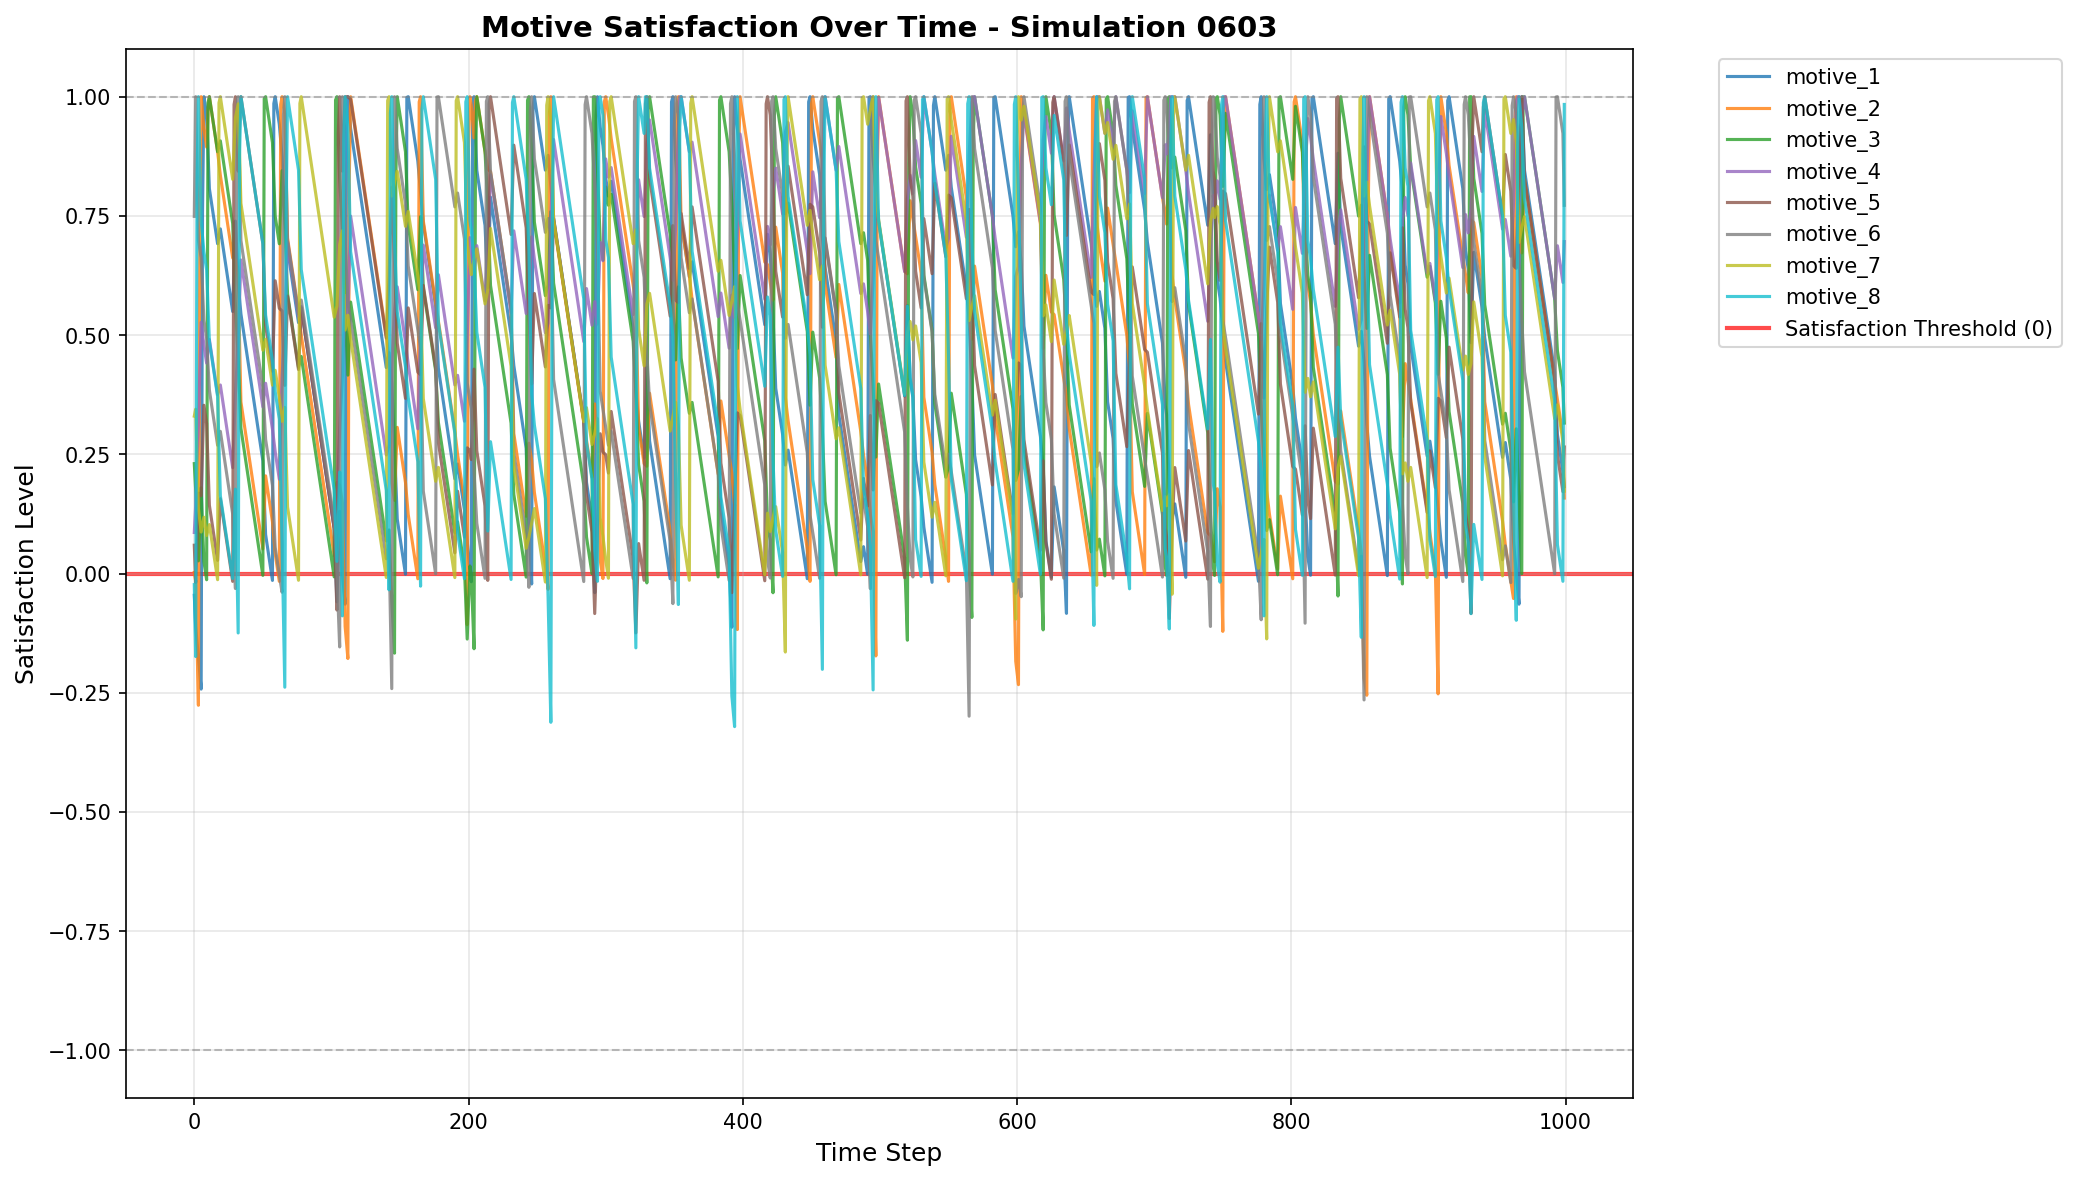 Motive Satisfaction Over Time - Simulation 0603
Satisfaction Level
1.00
0.75
0.50
0.25
0.00
−0.25
−0.50
−0.75
−1.00
0
200
400
600
800
1000
Time Step
motive_1
motive_2
motive_3
motive_4
motive_5
motive_6
motive_7
motive_8
Satisfaction Threshold (0)